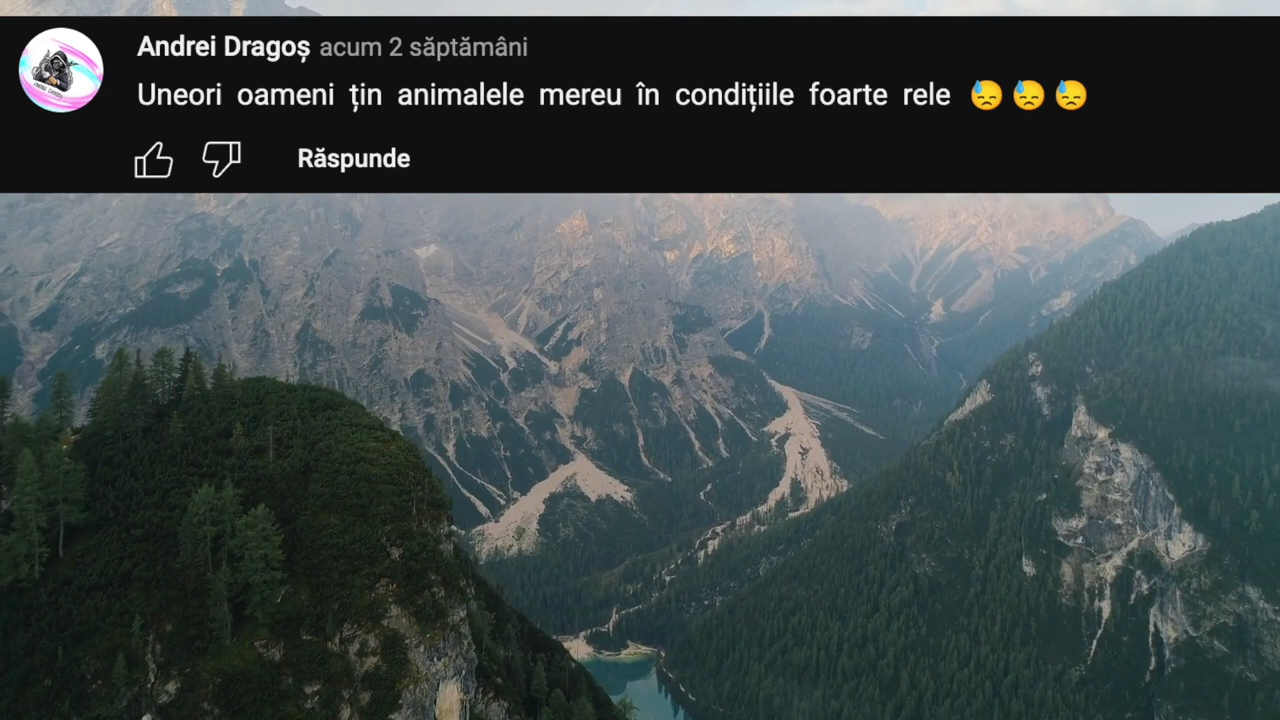 Andrei Dragoș acum 2 săptămâni
Uneori oameni țin animalele mereu în condițiile foarte rele 😓😓😓
Răspunde